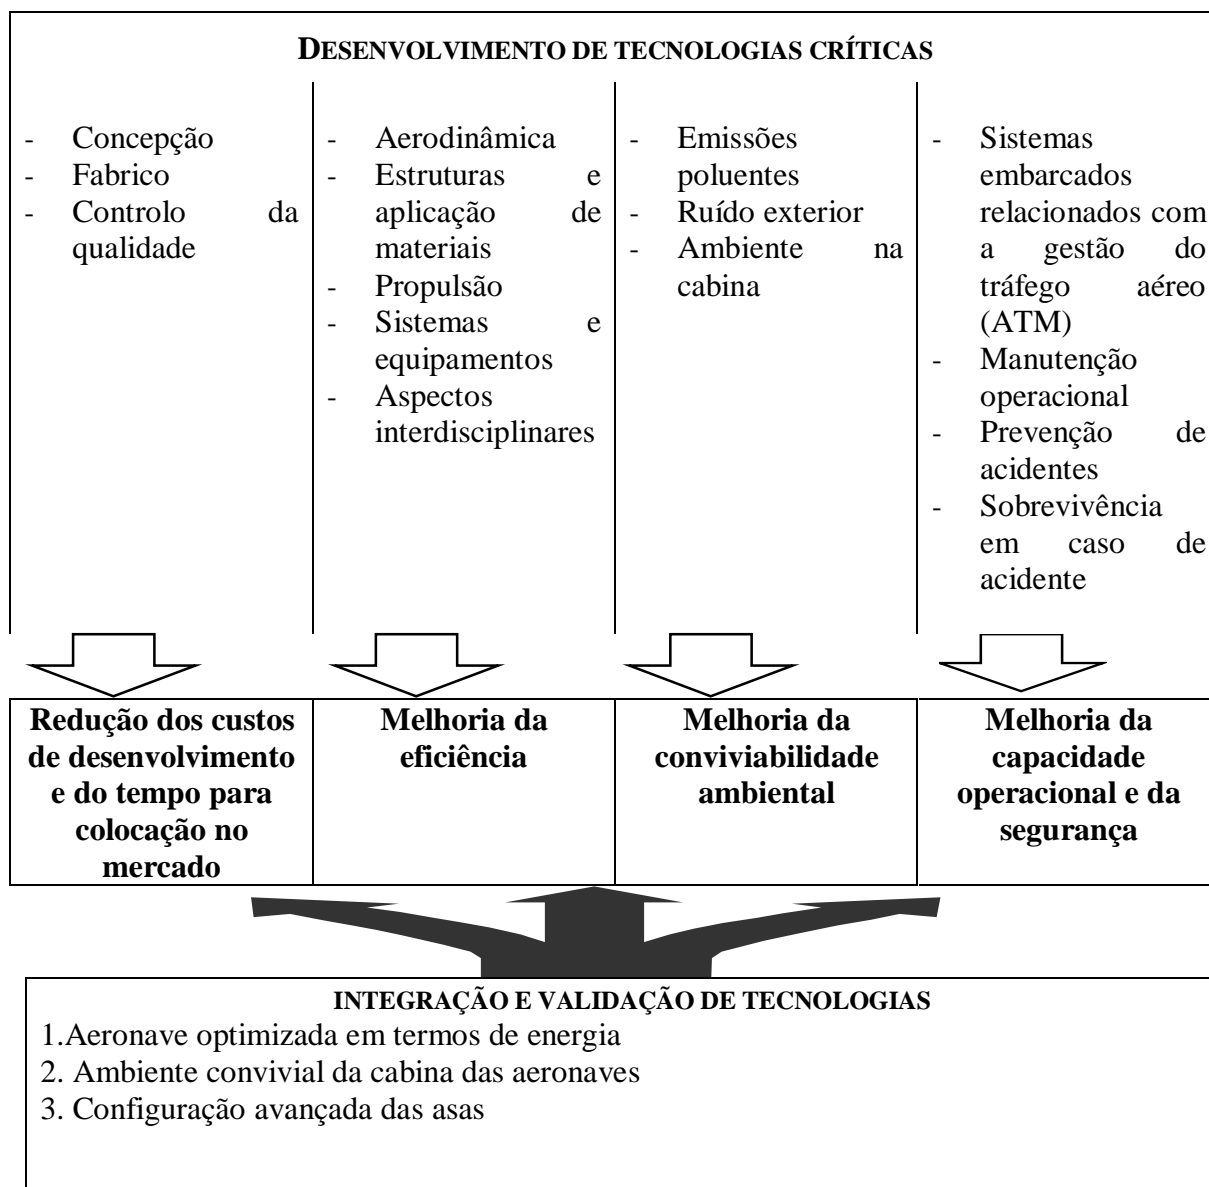 DESENVOLVIMENTO DE TECNOLOGIAS CRÍTICAS
- Concepção
- Fabrico
- Controlo da
qualidade
- Aerodinâmica
- Estruturas e
aplicação de
materiais
- Propulsão
- Sistemas e
equipamentos
- Aspectos
interdisciplinares
- Emissões
poluentes
- Ruído exterior
- Ambiente na
cabina
- Sistemas
embarcados
relacionados com
a gestão do
tráfego aéreo
(ATM)
- Manutenção
operacional
- Prevenção de
acidentes
- Sobrevivência
em caso de
acidente
Redução dos custos
de desenvolvimento
e do tempo para
colocação no
mercado
Melhoria da
eficiência
Melhoria da
conviviabilidade
ambiental
Melhoria da
capacidade
operacional e da
segurança
INTEGRAÇÃO E VALIDAÇÃO DE TECNOLOGIAS
1.Aeronave optimizada em termos de energia
2. Ambiente convivial da cabina das aeronaves
3. Configuração avançada das asas